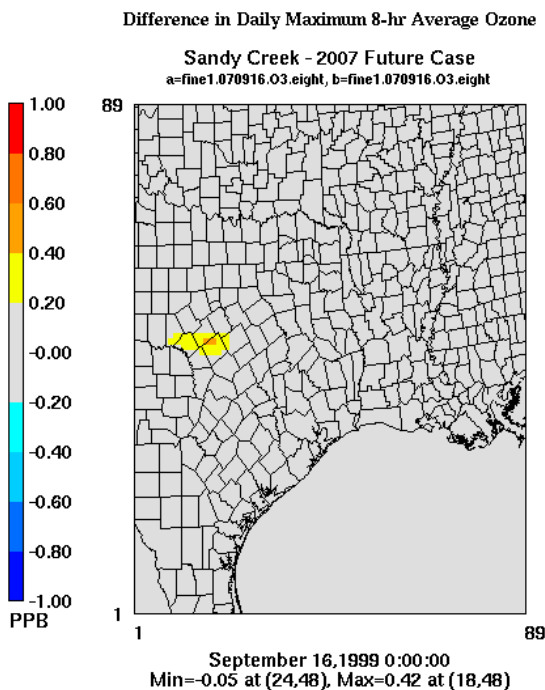 Difference in Daily Maximum 8-hr Average Ozone
Sandy Creek - 2007 Future Case
a=fine1.070916.O3.eight, b=fine1.070916.O3.eight
1.00
0.80
0.60
0.40
0.20
-0.00
-0.20
-0.40
-0.60
-0.80
-1.00
PPB
89
1
1
89
September 16,1999 0:00:00
Min=-0.05 at (24,48), Max=0.42 at (18,48)